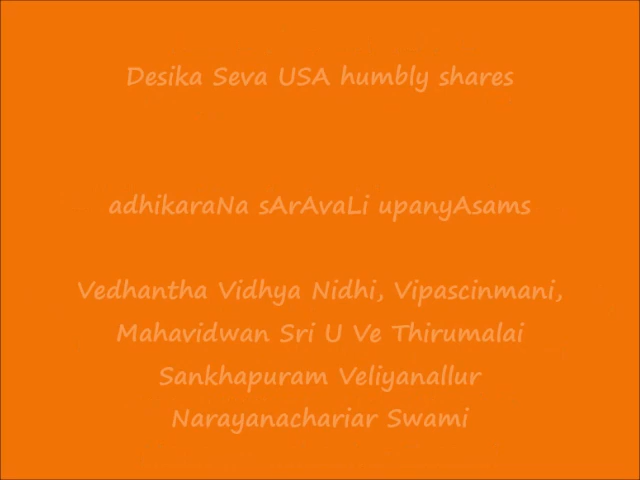 Desika Seva USA humbly shares
adhikaraNa sArAvaLi upanyAsams
Vedhantha Vidhya Nidhi, Vipascinmani,
Mahavidwan Sri U Ve Thirumalai
Sankhapuram Veliyanallur
Narayanachariar Swami